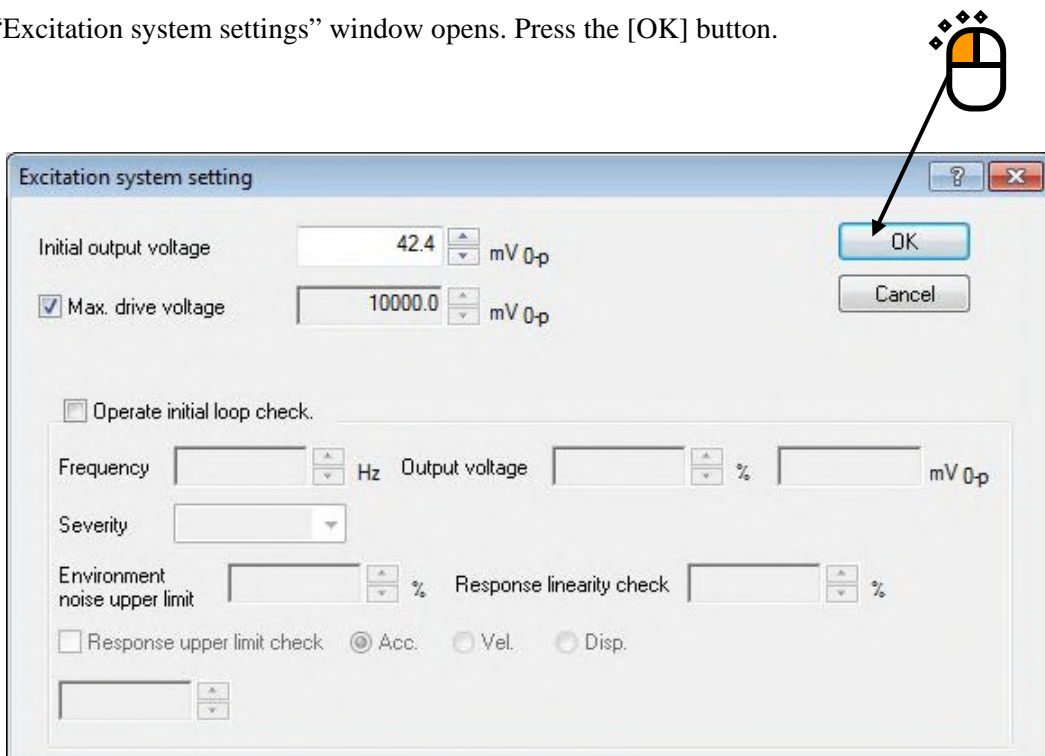 “Excitation system settings” window opens. Press the [OK] button.
Excitation system setting
Initial output voltage 42.4 mV 0-p OK
Max. drive voltage 10000.0 mV 0-p Cancel
Operate initial loop check.
Frequency Hz Output voltage % mV 0-p
Severity
Environment
noise upper limit % Response linearity check %
Response upper limit check Acc. Vel. Disp.